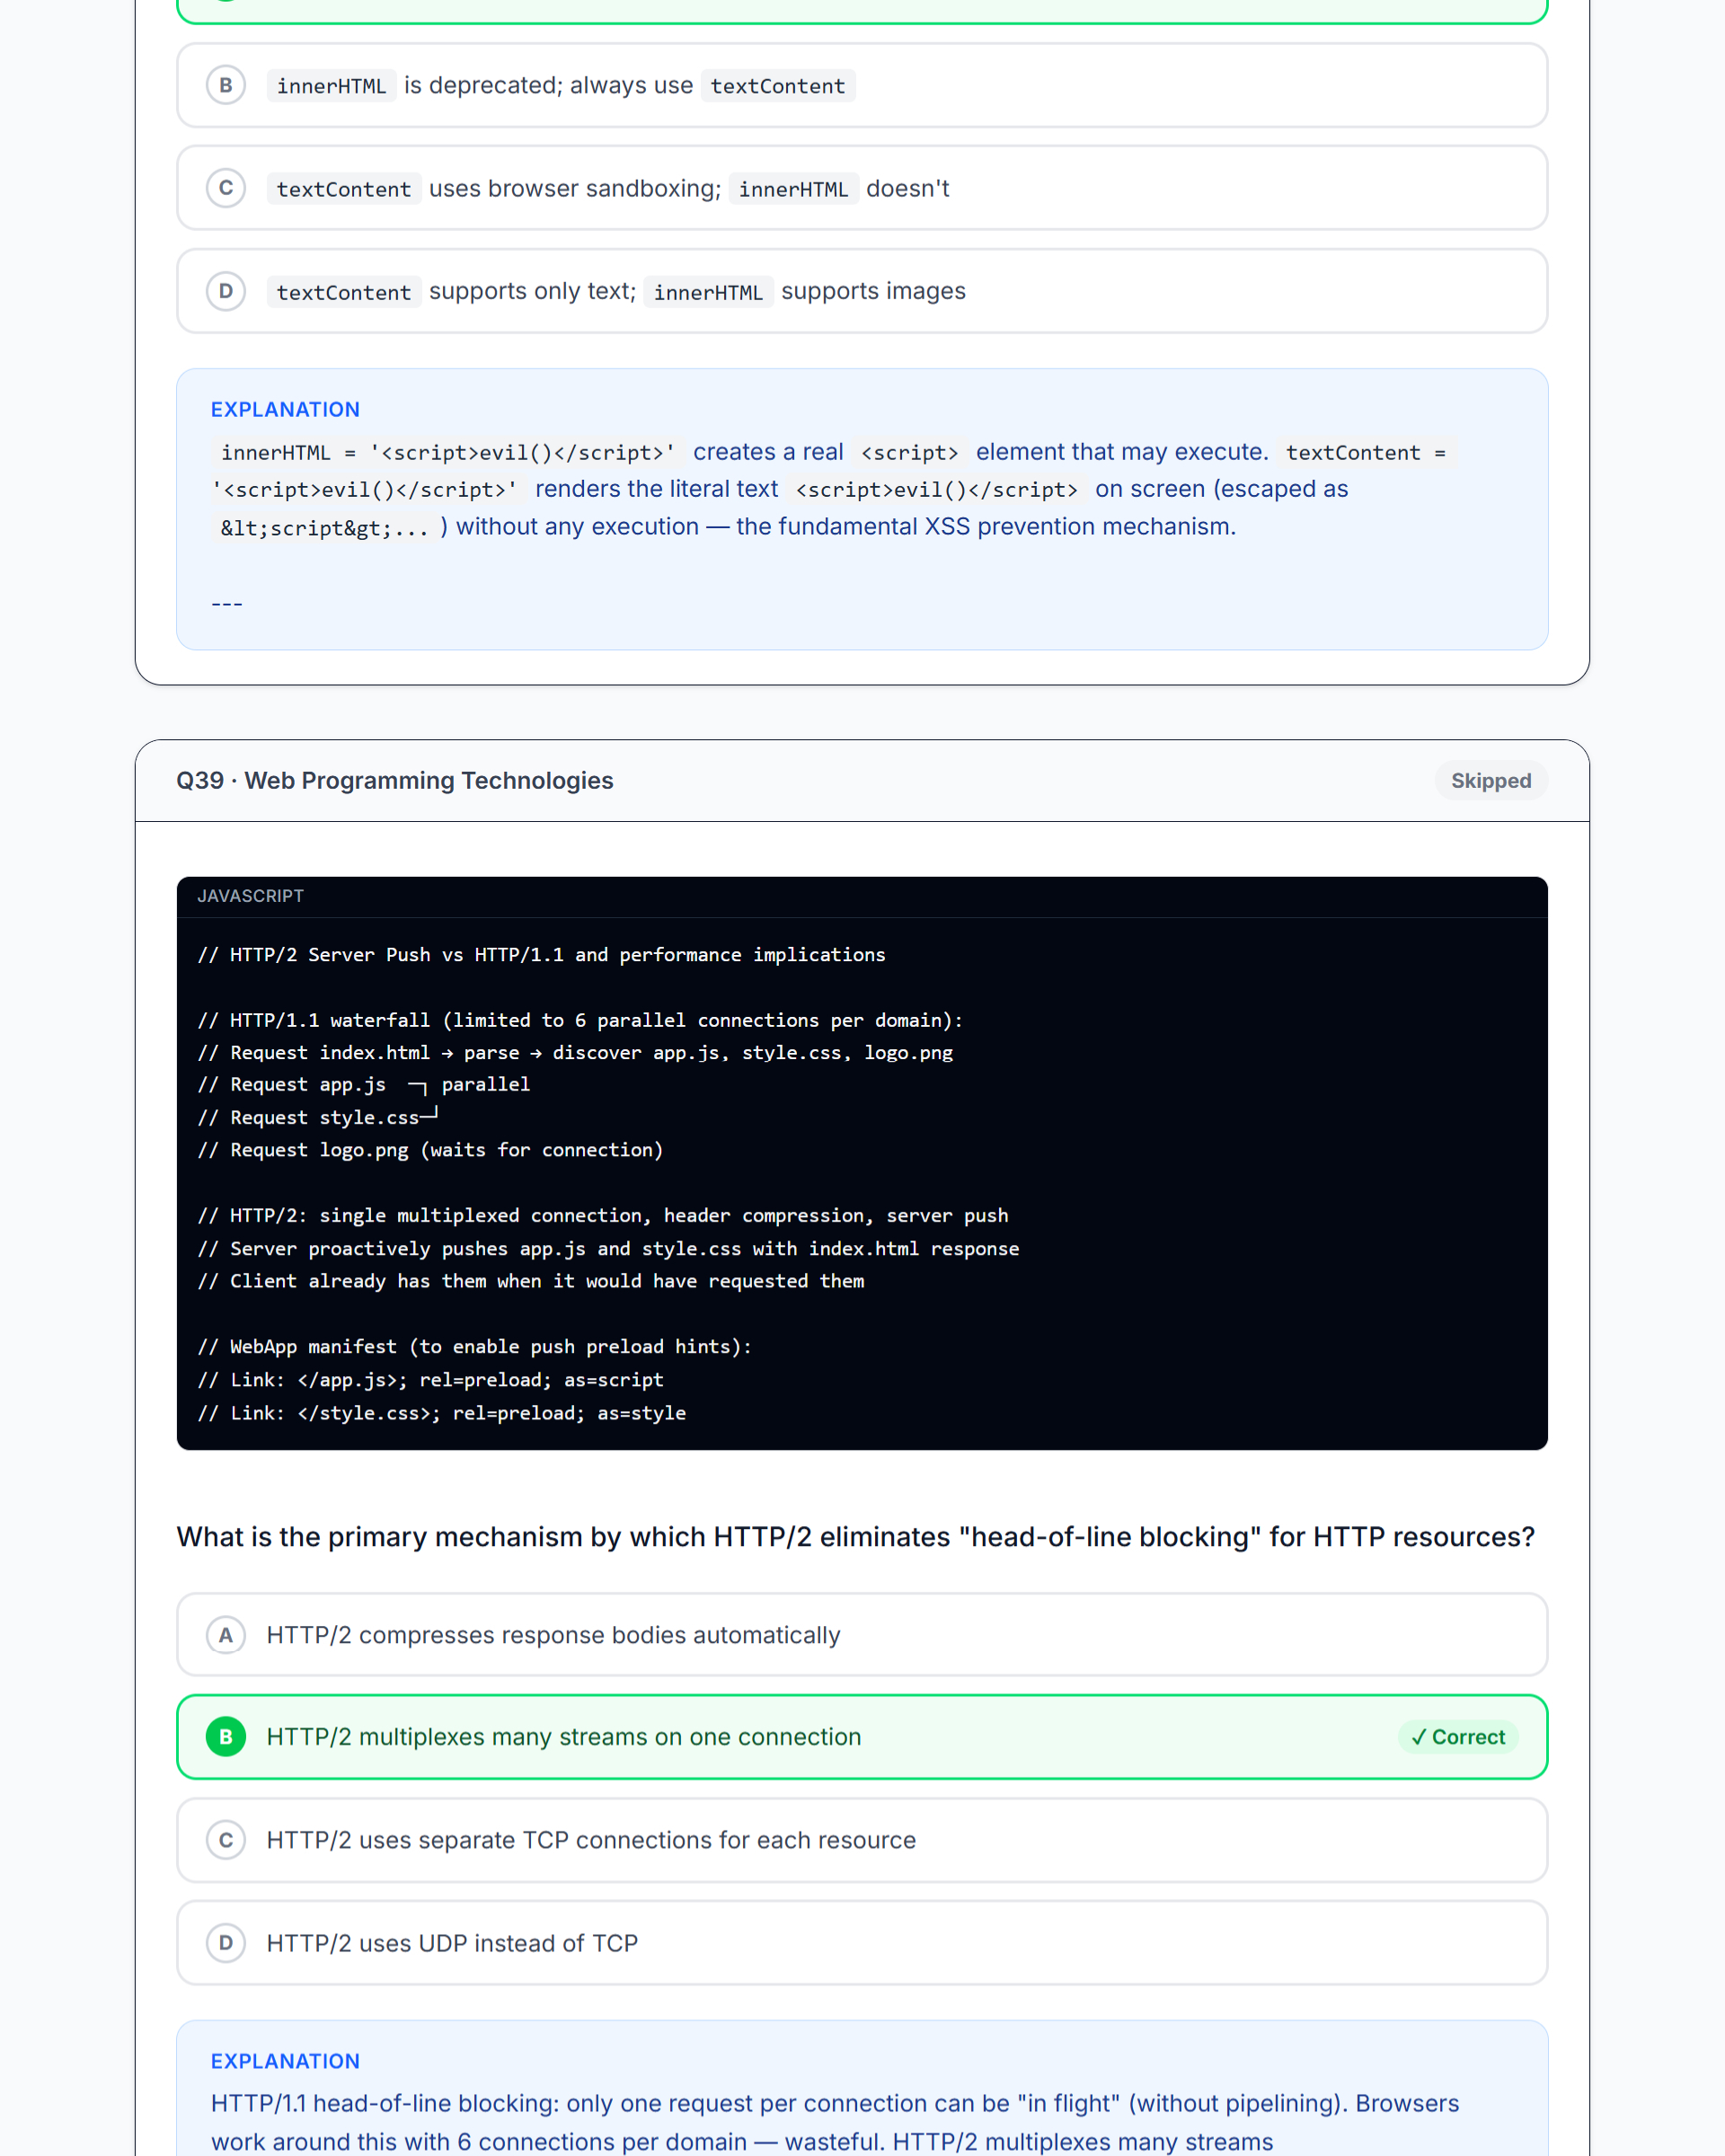 B innerHTML is deprecated; always use textContent
C textContent uses browser sandboxing; innerHTML doesn't
D textContent supports only text; innerHTML supports images
EXPLANATION
innerHTML = '<script>evil()</script>' creates a real <script> element that may execute. textContent =
'<script>evil()</script>' renders the literal text <script>evil()</script> on screen (escaped as
&lt;script&gt;... ) without any execution — the fundamental XSS prevention mechanism.
---
Q39 · Web Programming Technologies Skipped
JAVASCRIPT
// HTTP/2 Server Push vs HTTP/1.1 and performance implications
// HTTP/1.1 waterfall (limited to 6 parallel connections per domain):
// Request index.html → parse → discover app.js, style.css, logo.png
// Request app.js  ─┐ parallel
// Request style.css─┘
// Request logo.png (waits for connection)
// HTTP/2: single multiplexed connection, header compression, server push
// Server proactively pushes app.js and style.css with index.html response
// Client already has them when it would have requested them
// WebApp manifest (to enable push preload hints):
// Link: </app.js>; rel=preload; as=script
// Link: </style.css>; rel=preload; as=style
What is the primary mechanism by which HTTP/2 eliminates "head-of-line blocking" for HTTP resources?
A HTTP/2 compresses response bodies automatically
B HTTP/2 multiplexes many streams on one connection ✓ Correct
C HTTP/2 uses separate TCP connections for each resource
D HTTP/2 uses UDP instead of TCP
EXPLANATION
HTTP/1.1 head-of-line blocking: only one request per connection can be "in flight" (without pipelining). Browsers
work around this with 6 connections per domain — wasteful. HTTP/2 multiplexes many streams